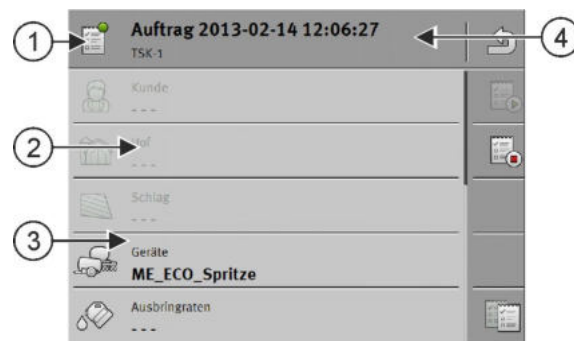 Auftrag 2013-02-14 12:06:27
TSK-1
Kunde
---
Hof
---
Schlag
---
Geräte
ME_ECO_Spritze
Ausbringraten
---
1
2
3
4